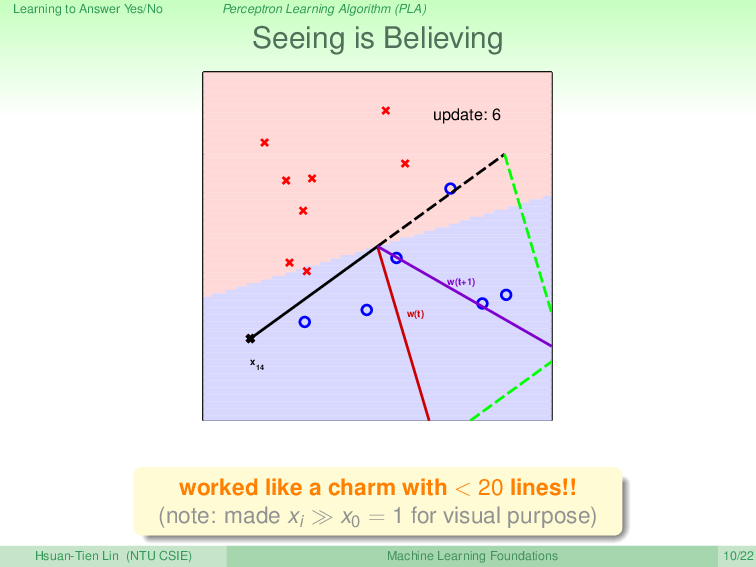 Learning to Answer Yes/No Perceptron Learning Algorithm (PLA)
Seeing is Believing
update: 6
w(t+1)
w(t)
x14
worked like a charm with < 20 lines!!
(note: made xi ≫ x0 = 1 for visual purpose)
Hsuan-Tien Lin (NTU CSIE) Machine Learning Foundations 10/22